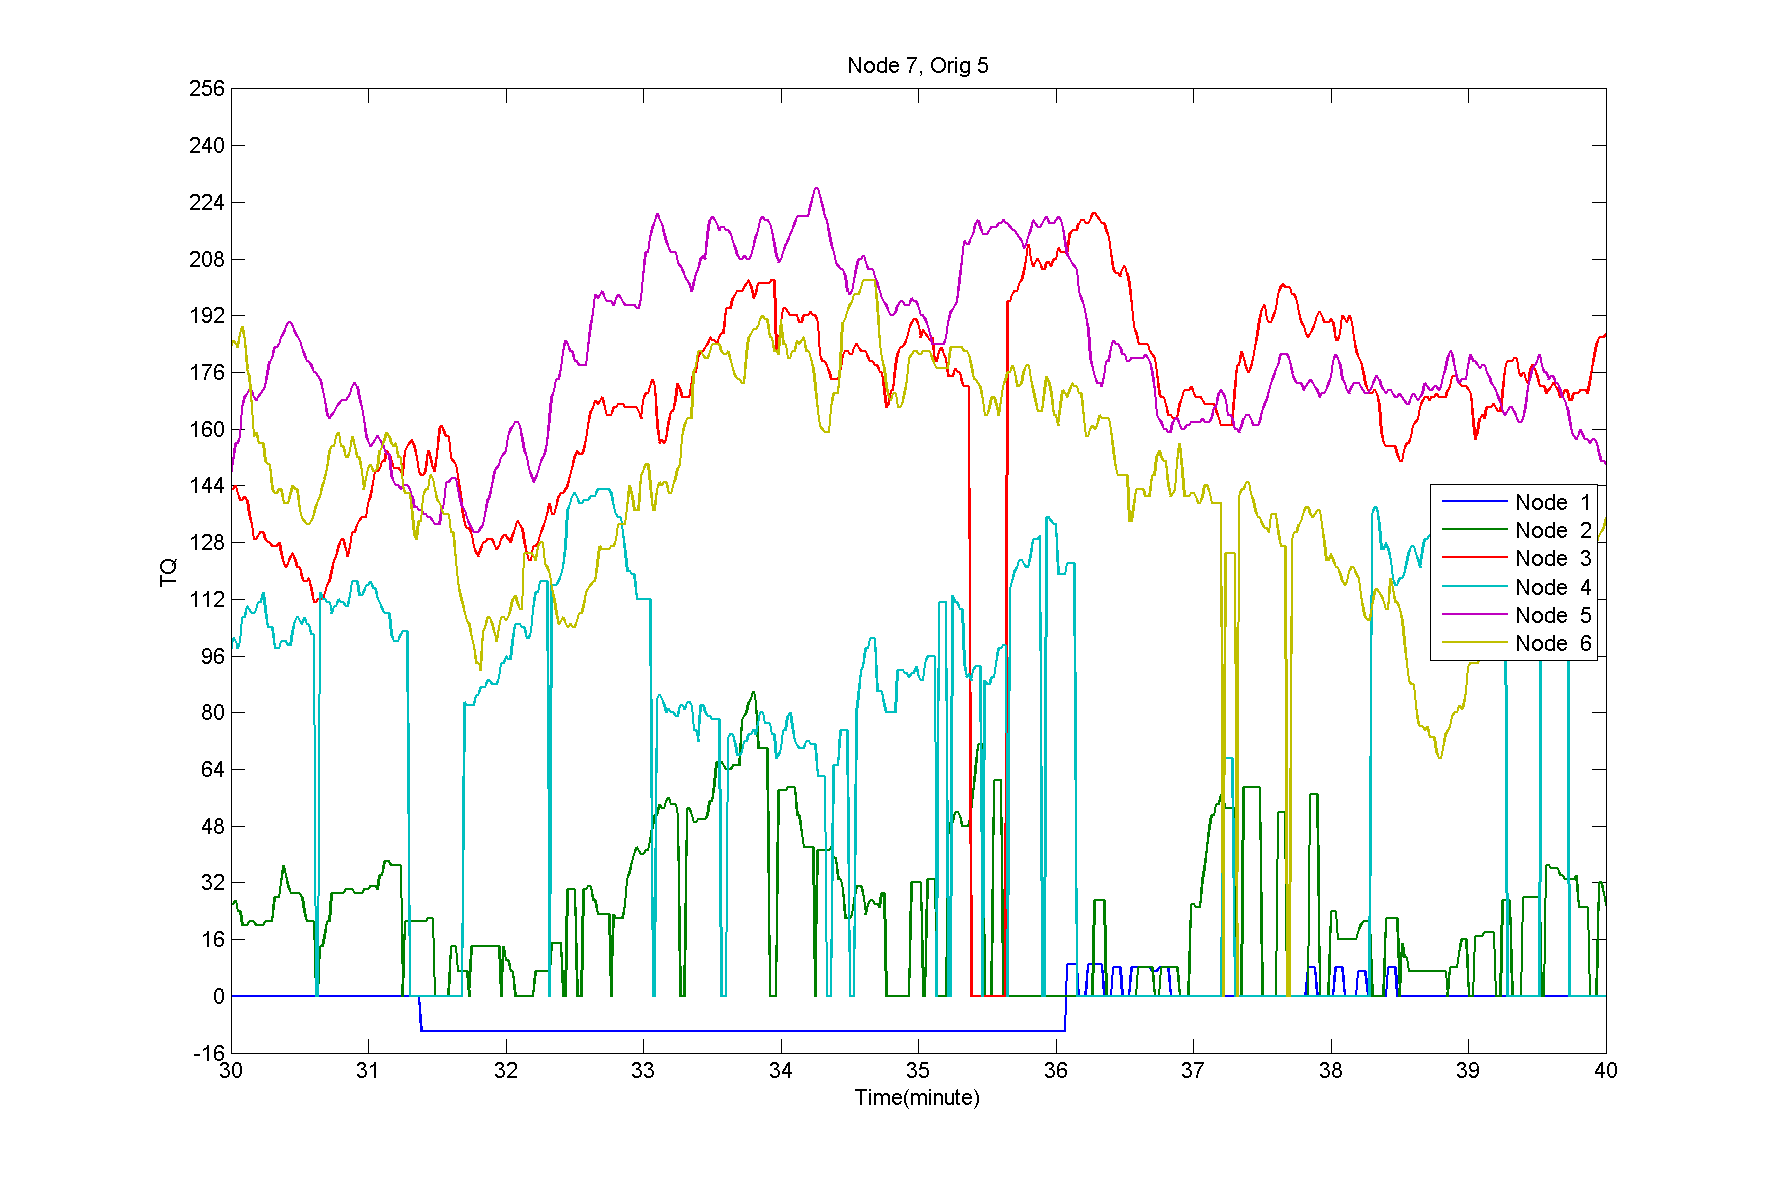 Node 7, Orig 5
256
240
224
208
192
176
160
144
128
112
96
80
64
48
32
16
0
-16
TQ
30 31 32 33 34 35 36 37 38 39 40
Time(minute)
Node 1
Node 2
Node 3
Node 4
Node 5
Node 6